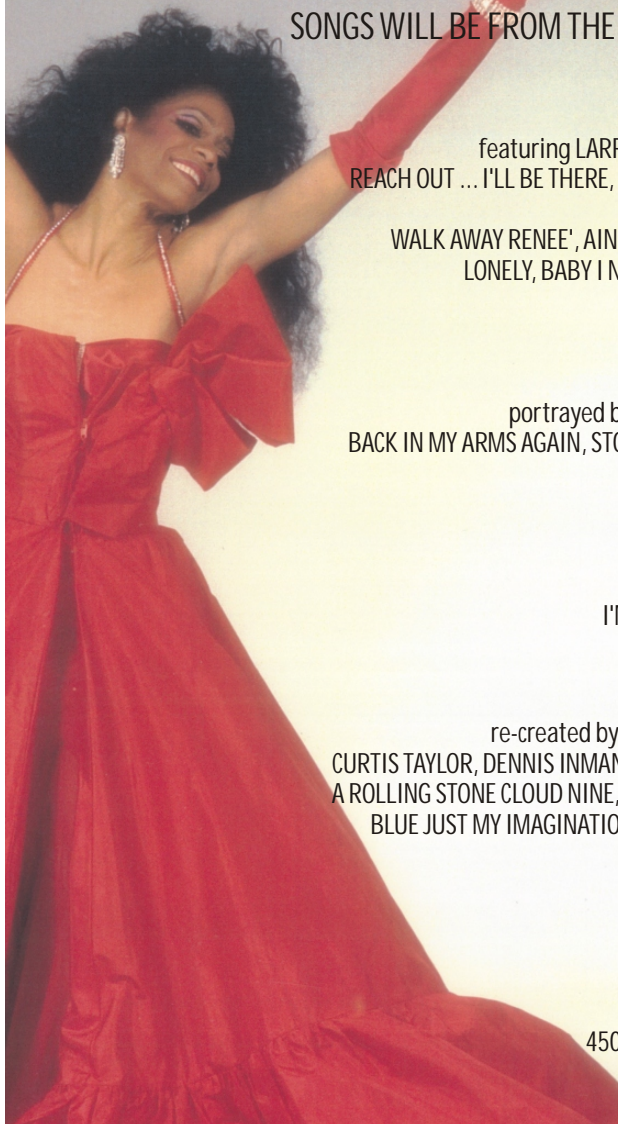 SONGS WILL BE FROM THE
featuring LARR
REACH OUT ... I'LL BE THERE,
WALK AWAY RENEE', AIN
LONELY, BABY I N
portrayed b
BACK IN MY ARMS AGAIN, STO
I'M
re-created by
CURTIS TAYLOR, DENNIS INMAN
A ROLLING STONE CLOUD NINE,
BLUE JUST MY IMAGINATIO
450